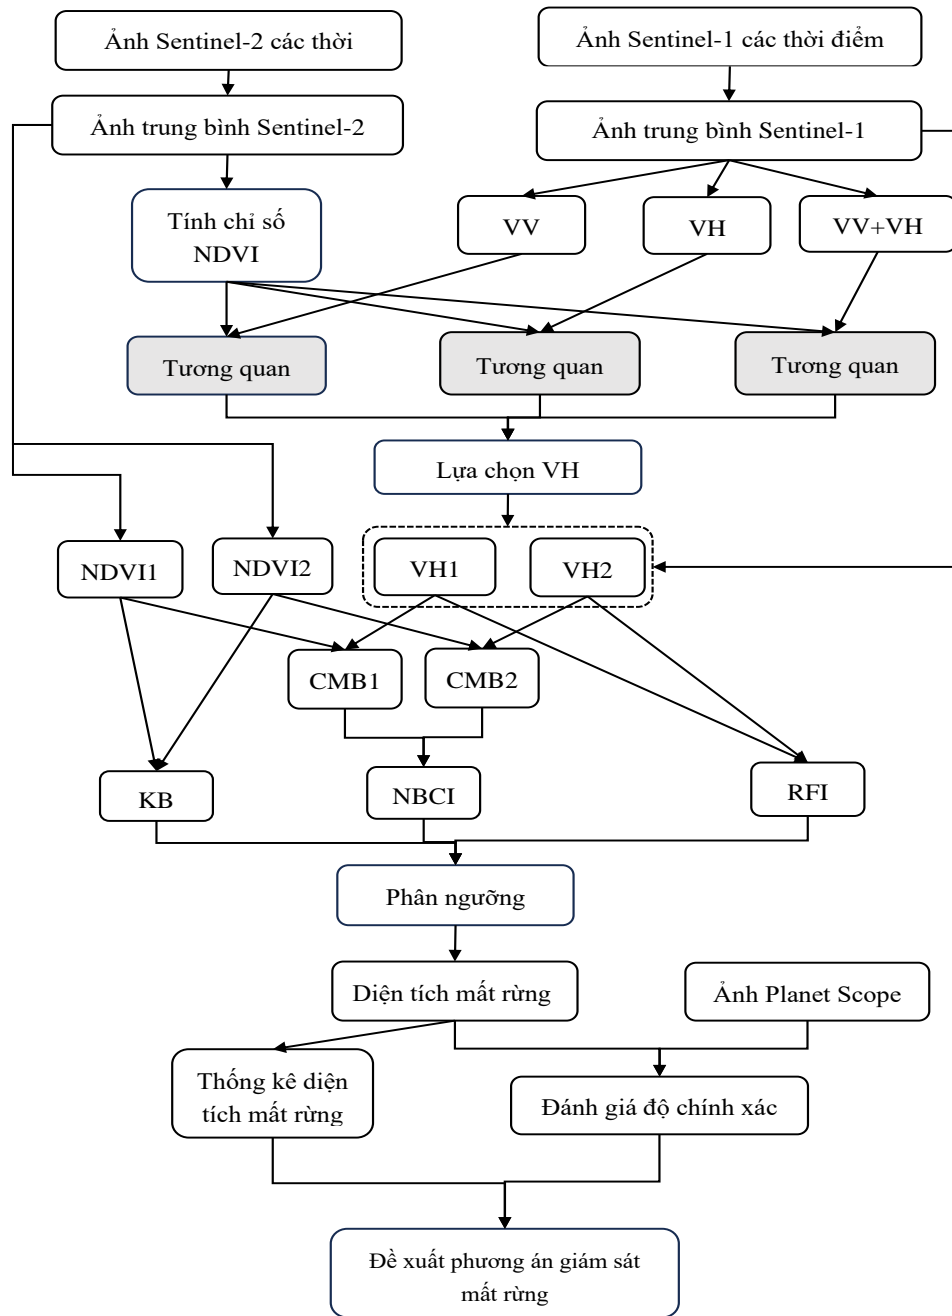 Ảnh Sentinel-2 các thời
Ảnh Sentinel-1 các thời điểm
Ảnh trung bình Sentinel-2
Ảnh trung bình Sentinel-1
Tính chỉ số
NDVI
VV
VH
VV+VH
Tương quan
Tương quan
Tương quan
Lựa chọn VH
NDVI1
NDVI2
VH1
VH2
CMB1
CMB2
KB
NBCI
RFI
Phân ngưỡng
Diện tích mất rừng
Ảnh Planet Scope
Thống kê diện
tích mất rừng
Đánh giá độ chính xác
Đề xuất phương án giám sát
mất rừng